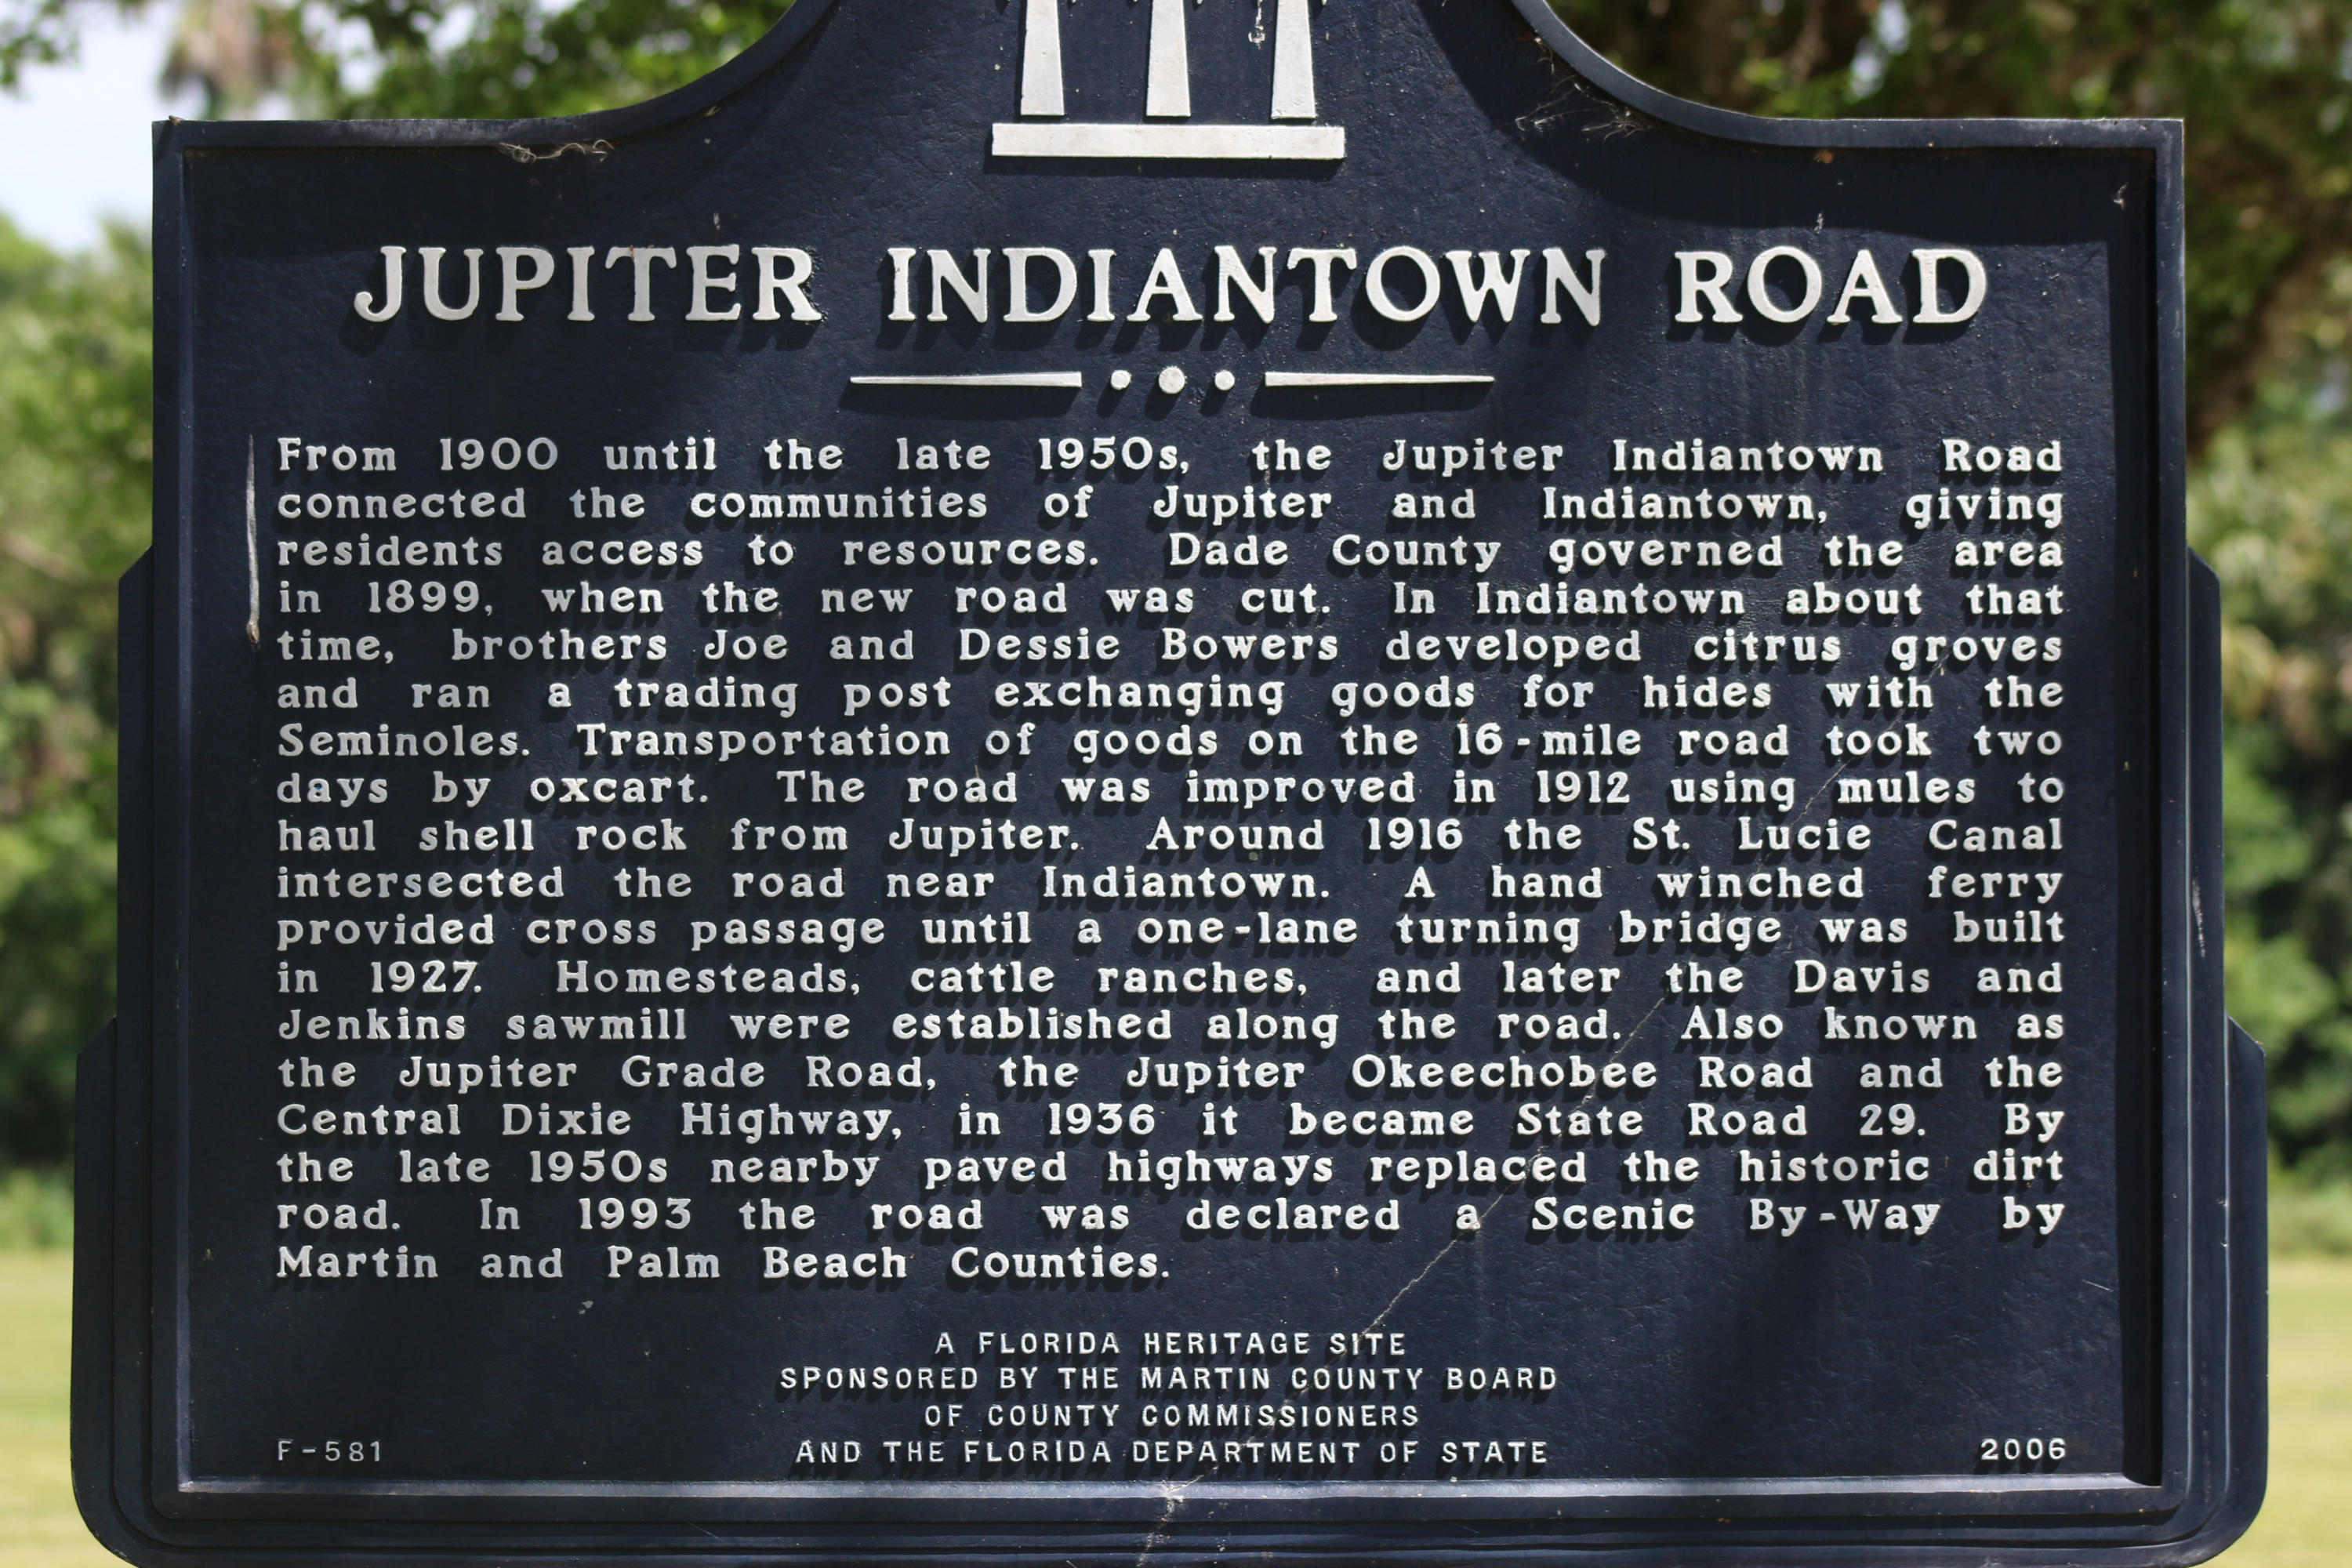 JUPITER INDIANTOWN ROAD
From 1900 until the late 1950s, the Jupiter Indiantown Road
connected the communities of Jupiter and Indiantown, giving
residents access to resources. Dade County governed the area
in 1899, when the new road was cut. In Indiantown about that
time, brothers Joe and Dessie Bowers developed citrus groves
and ran a trading post exchanging goods for hides with the
Seminoles. Transportation of goods on the 16-mile road took two
days by oxcart. The road was improved in 1912 using mules to
haul shell rock from Jupiter. Around 1916 the St. Lucie Canal
intersected the road near Indiantown. A hand winched ferry
provided cross passage until a one-lane turning bridge was built
in 1927. Homesteads, cattle ranches, and later the Davis and
Jenkins sawmill were established along the road. Also known as
the Jupiter Grade Road, the Jupiter Okeechobee Road and the
Central Dixie Highway, in 1936 it became State Road 29. By
the late 1950s nearby paved highways replaced the historic dirt
road. In 1993 the road was declared a Scenic By-Way by
Martin and Palm Beach Counties.
A FLORIDA HERITAGE SITE
SPONSORED BY THE MARTIN COUNTY BOARD
OF COUNTY COMMISSIONERS
F-581 AND THE FLORIDA DEPARTMENT OF STATE 2006